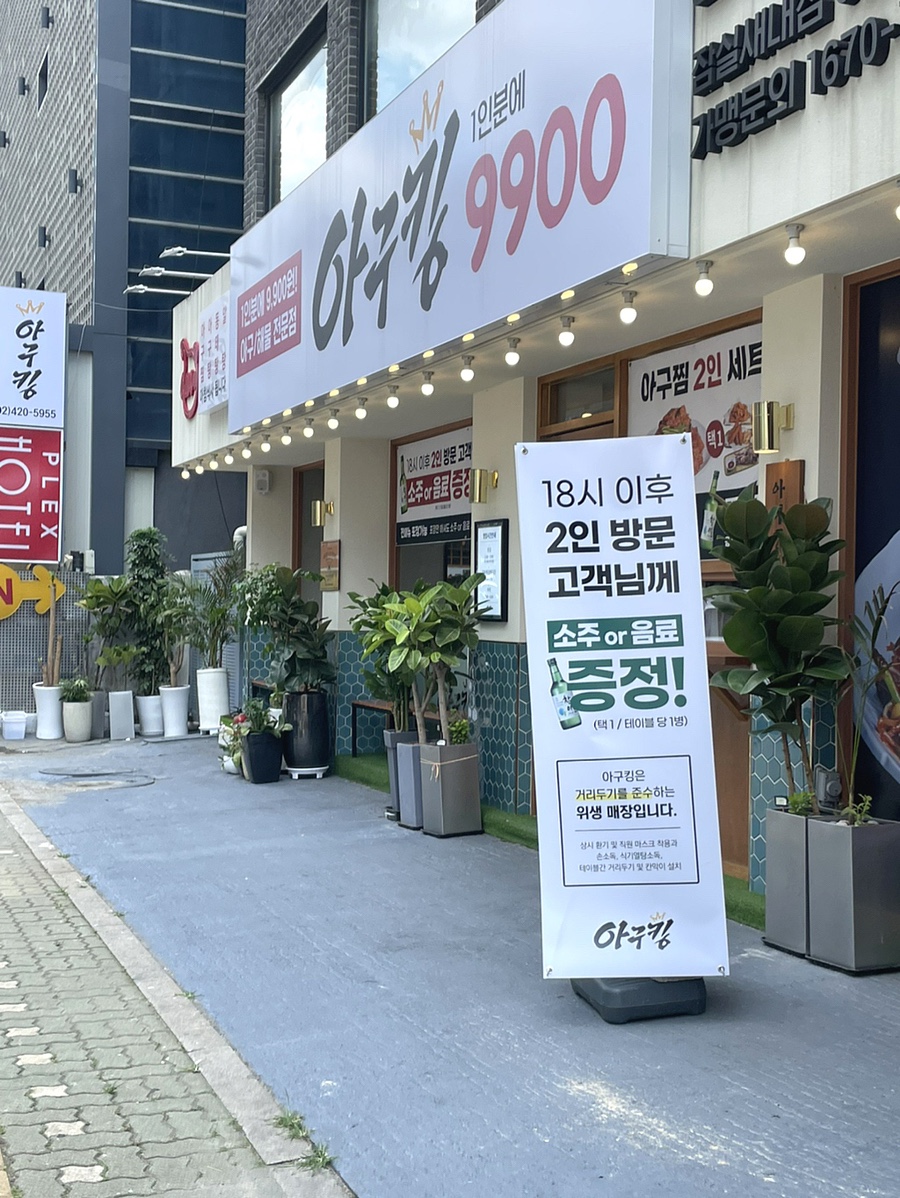 잠실새내점
가맹문의 1670-
1인분에
9900
아구킹
1인분에 9,900원!
아구/해물 전문점
아구킹
02)420-5955
HOTEL
PLEX
N
아구찜 2인 세트
택1
18시 이후 2인 방문 고객
소주 or 음료 증정
18시 이후
2인 방문
고객님께
소주 or 음료
증정!
(택 1 / 테이블 당 1병)
아구킹은
거리두기를 준수하는
위생 매장입니다.
상시 환기 및 직원 마스크 착용과
손소독, 식기열탕소독,
테이블간 거리두기 및 칸막이 설치
아구킹